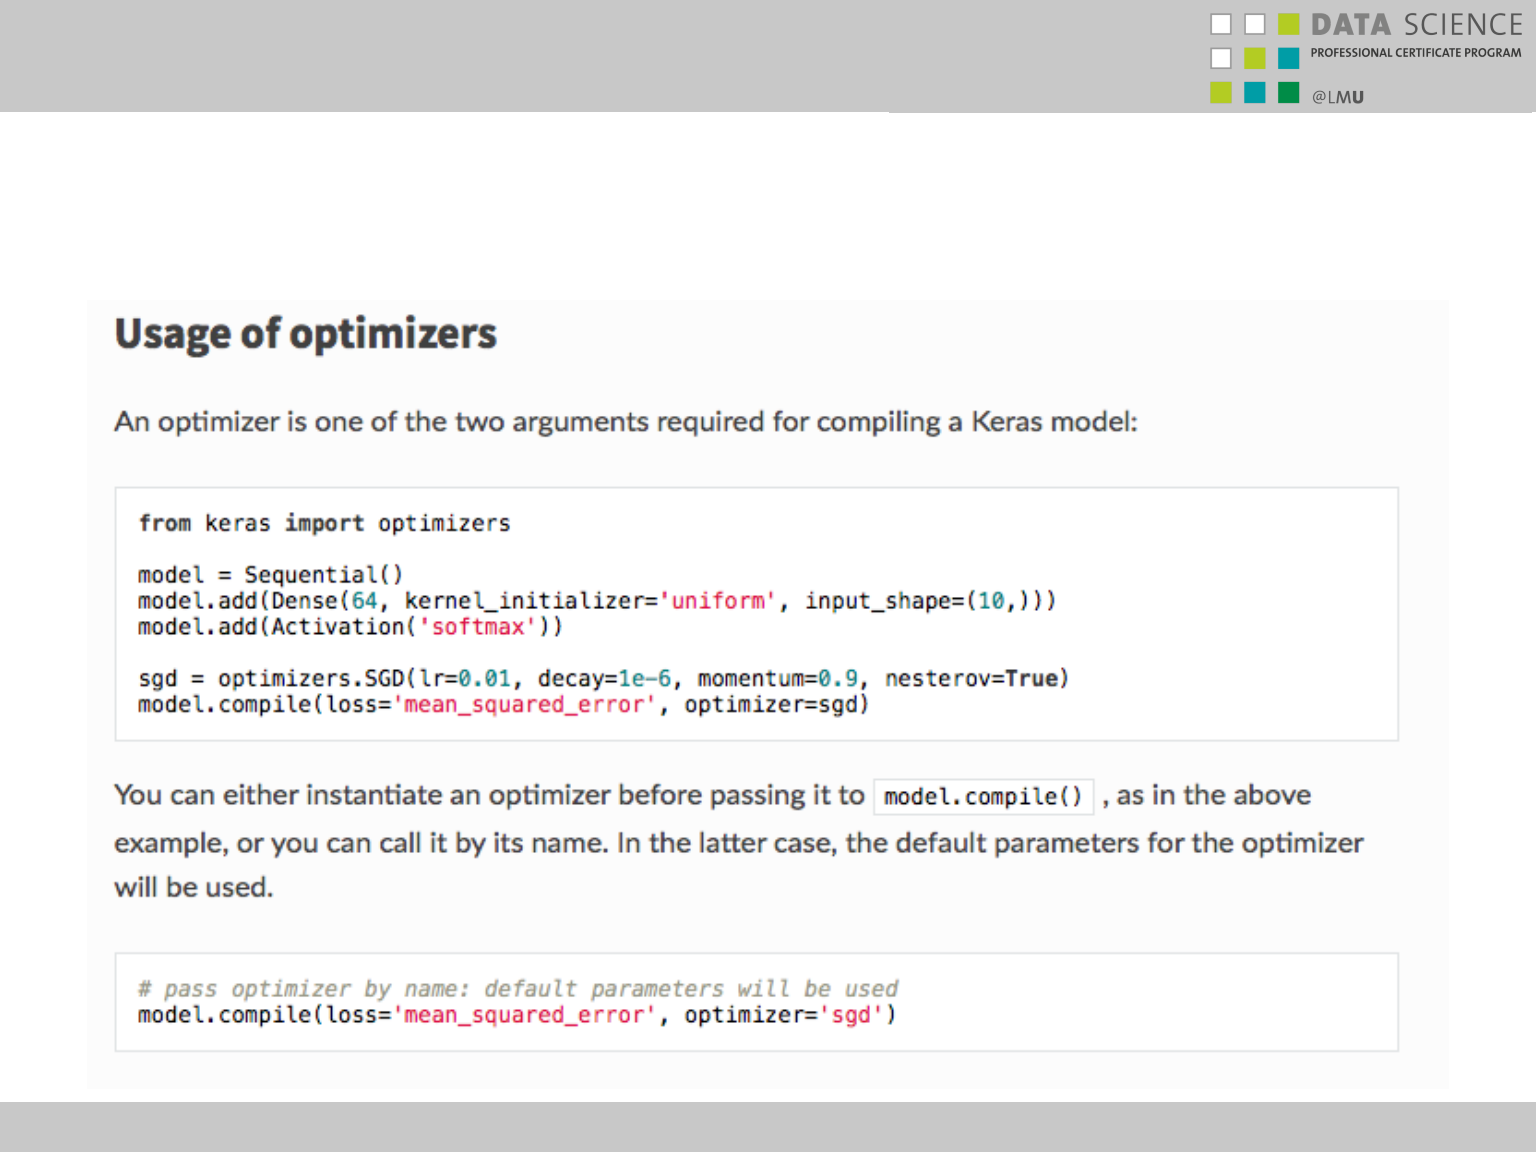 DATA SCIENCE
PROFESSIONAL CERTIFICATE PROGRAM
@LMU
Usage of optimizers
An optimizer is one of the two arguments required for compiling a Keras model:
from keras import optimizers
model = Sequential()
model.add(Dense(64, kernel_initializer='uniform', input_shape=(10,)))
model.add(Activation('softmax'))
sgd = optimizers.SGD(lr=0.01, decay=1e-6, momentum=0.9, nesterov=True)
model.compile(loss='mean_squared_error', optimizer=sgd)
You can either instantiate an optimizer before passing it to model.compile() , as in the above
example, or you can call it by its name. In the latter case, the default parameters for the optimizer
will be used.
# pass optimizer by name: default parameters will be used
model.compile(loss='mean_squared_error', optimizer='sgd')